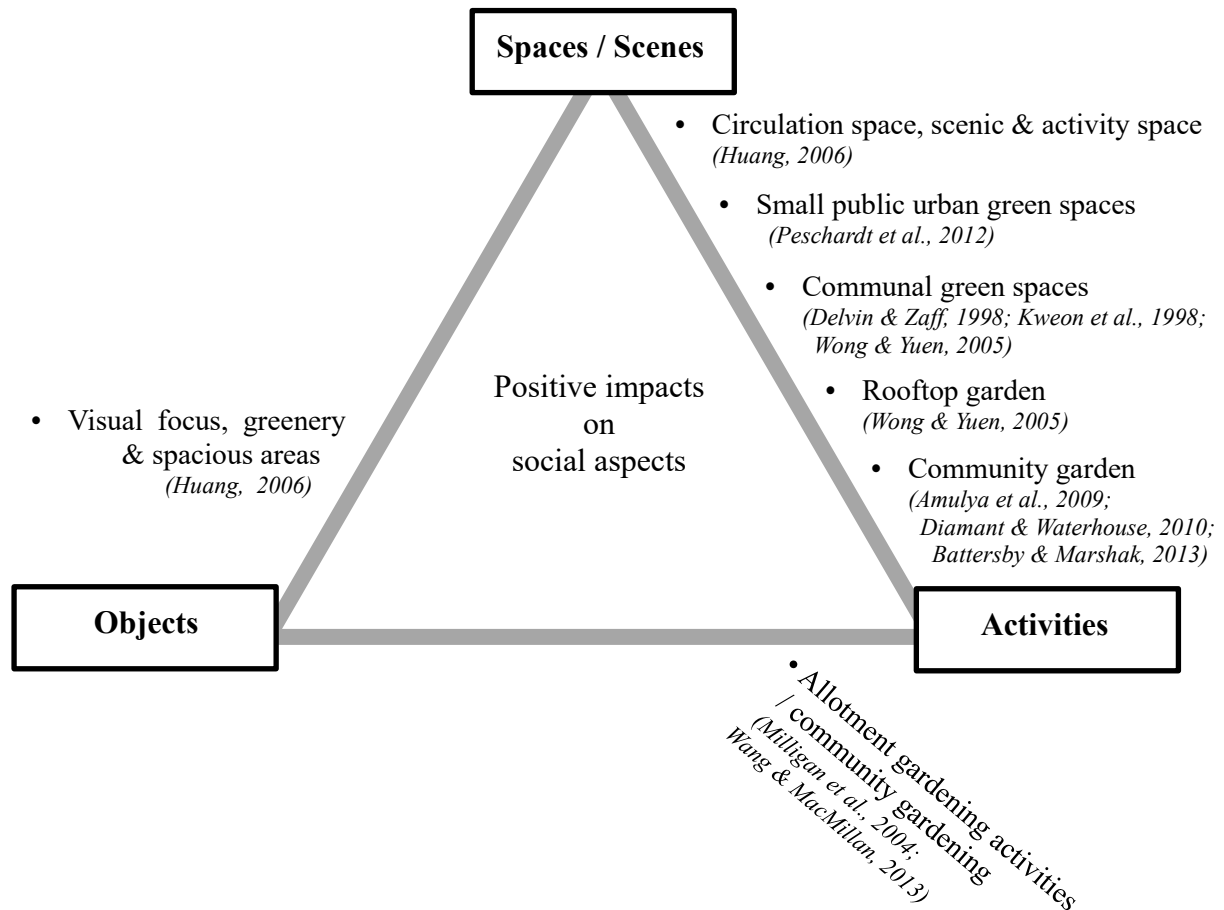 Spaces / Scenes
• Circulation space, scenic & activity space
(Huang, 2006)
• Small public urban green spaces
(Peschardt et al., 2012)
• Communal green spaces
(Delvin & Zaff, 1998; Kweon et al., 1998;
Wong & Yuen, 2005)
• Rooftop garden
(Wong & Yuen, 2005)
• Community garden
(Amulya et al., 2009;
Diamant & Waterhouse, 2010;
Battersby & Marshak, 2013)
Positive impacts
on
social aspects
• Visual focus, greenery
& spacious areas
(Huang, 2006)
Objects
Activities
• Allotment gardening activities
/ community gardening
(Milligan et al., 2004;
Wang & MacMillan, 2013)